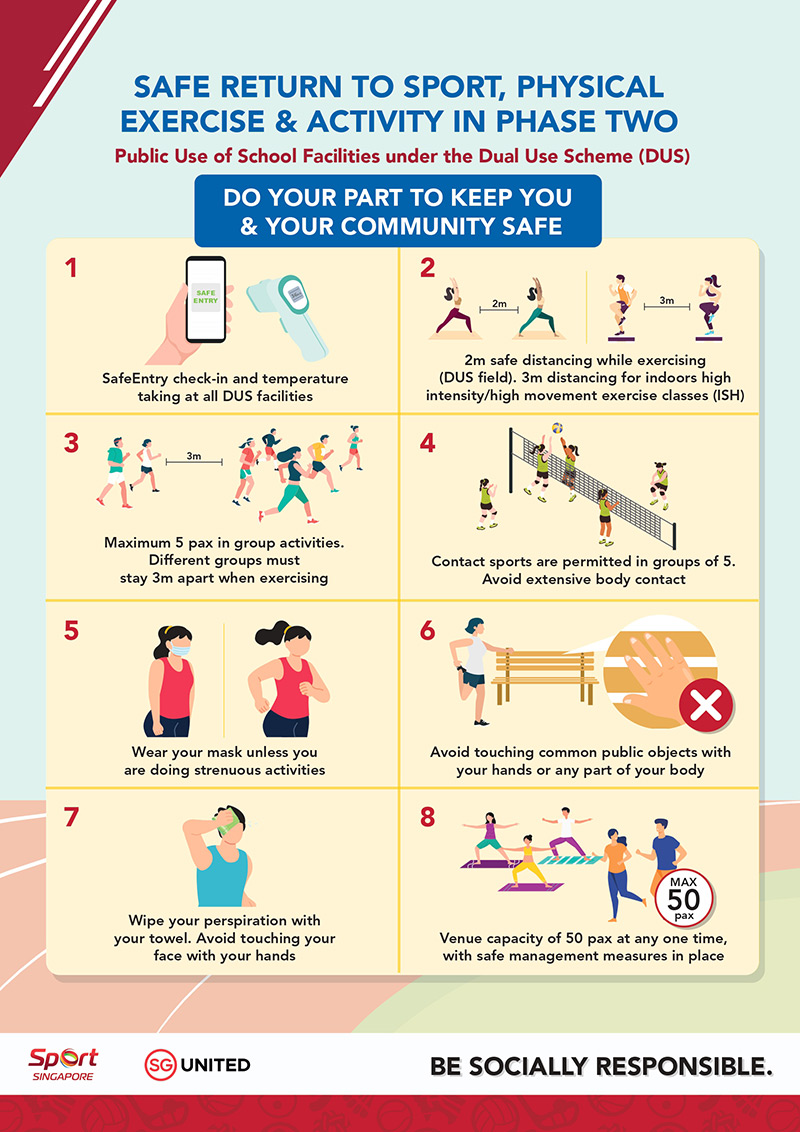 SAFE RETURN TO SPORT, PHYSICAL
EXERCISE & ACTIVITY IN PHASE TWO
Public Use of School Facilities under the Dual Use Scheme (DUS)
DO YOUR PART TO KEEP YOU
& YOUR COMMUNITY SAFE
1
SAFE
ENTRY
SafeEntry check-in and temperature
taking at all DUS facilities
2
2m
3m
2m safe distancing while exercising
(DUS field). 3m distancing for indoors high
intensity/high movement exercise classes (ISH)
3
3m
Maximum 5 pax in group activities.
Different groups must
stay 3m apart when exercising
4
Contact sports are permitted in groups of 5.
Avoid extensive body contact
5
Wear your mask unless you
are doing strenuous activities
6
Avoid touching common public objects with
your hands or any part of your body
7
Wipe your perspiration with
your towel. Avoid touching your
face with your hands
8
MAX
50
pax
Venue capacity of 50 pax at any one time,
with safe management measures in place
Sport
SINGAPORE
SG UNITED
BE SOCIALLY RESPONSIBLE.